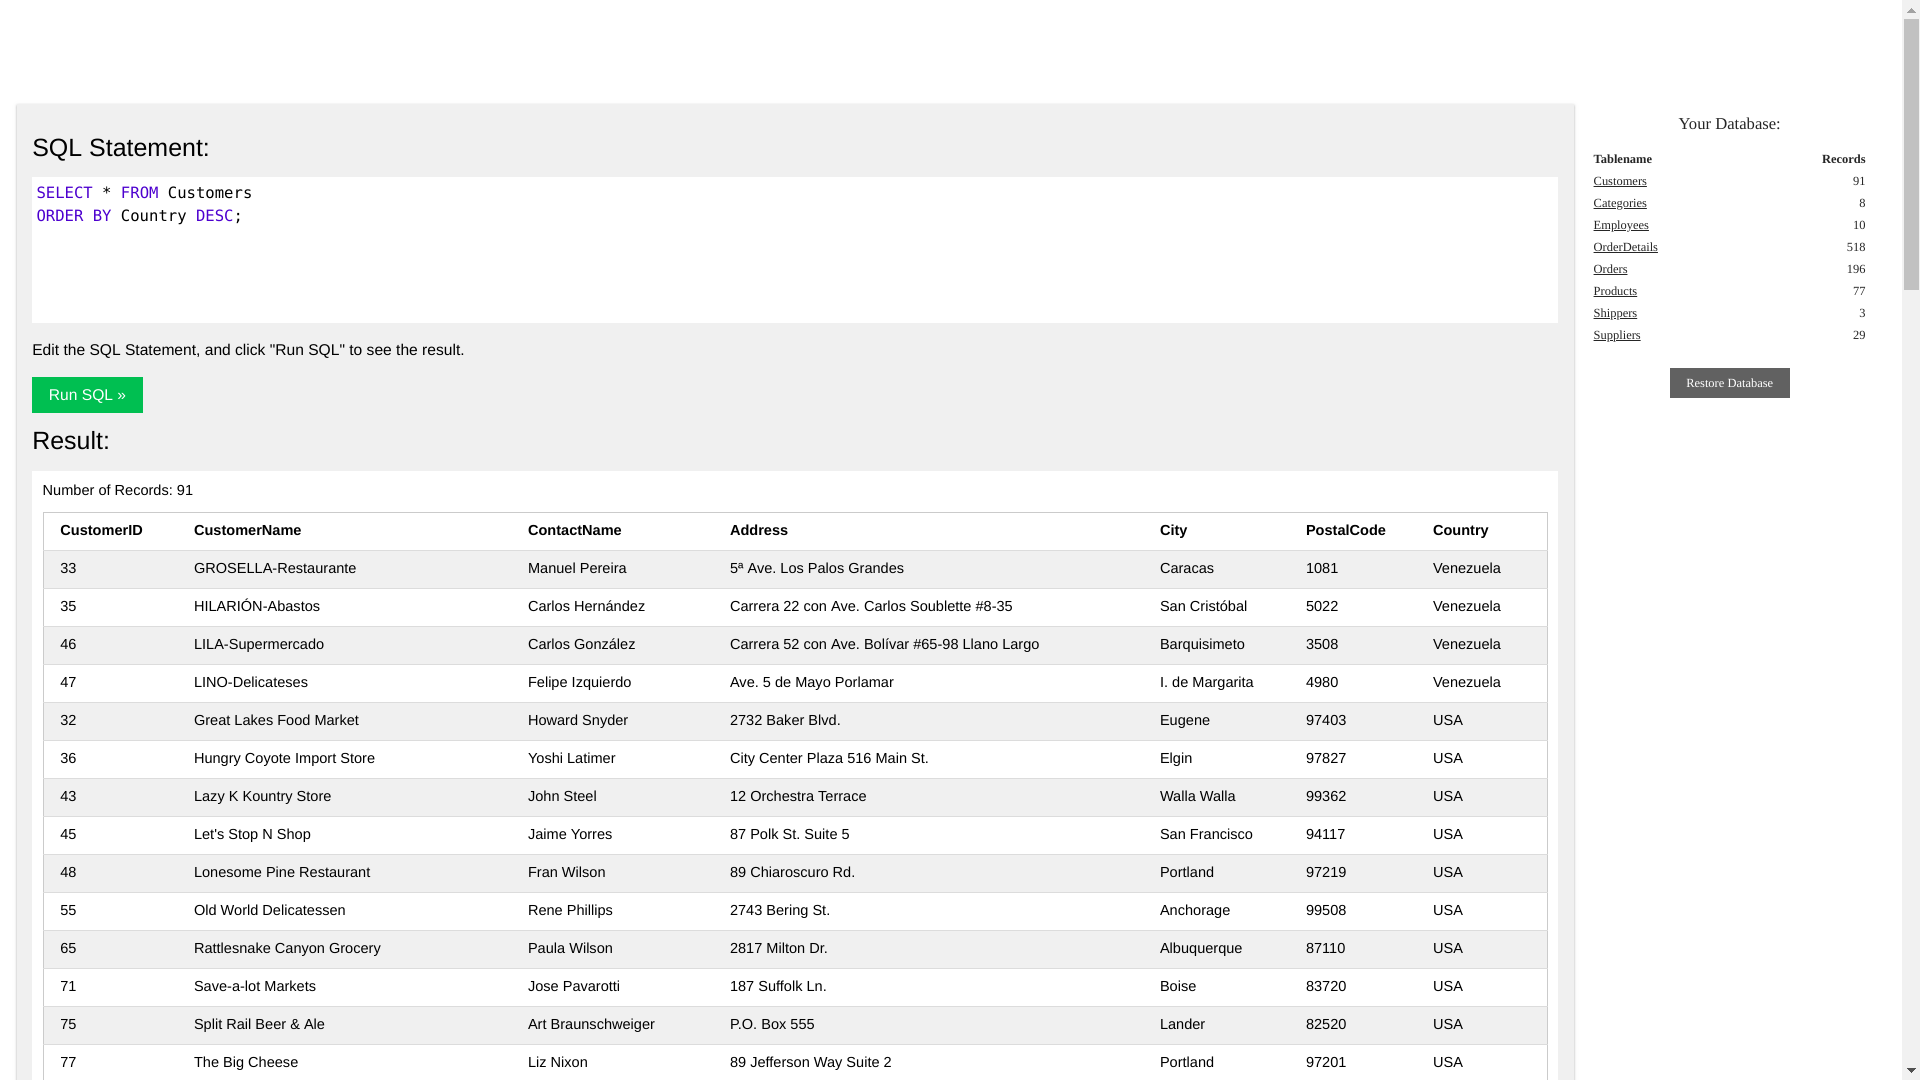 SQL Statement:
SELECT * FROM Customers
ORDER BY Country DESC;
Edit the SQL Statement, and click "Run SQL" to see the result.
Run SQL »
Result:
Number of Records: 91
CustomerID CustomerName ContactName Address City PostalCode Country
33 GROSELLA-Restaurante Manuel Pereira 5ª Ave. Los Palos Grandes Caracas 1081 Venezuela
35 HILARIÓN-Abastos Carlos Hernández Carrera 22 con Ave. Carlos Soublette #8-35 San Cristóbal 5022 Venezuela
46 LILA-Supermercado Carlos González Carrera 52 con Ave. Bolívar #65-98 Llano Largo Barquisimeto 3508 Venezuela
47 LINO-Delicateses Felipe Izquierdo Ave. 5 de Mayo Porlamar I. de Margarita 4980 Venezuela
32 Great Lakes Food Market Howard Snyder 2732 Baker Blvd. Eugene 97403 USA
36 Hungry Coyote Import Store Yoshi Latimer City Center Plaza 516 Main St. Elgin 97827 USA
43 Lazy K Kountry Store John Steel 12 Orchestra Terrace Walla Walla 99362 USA
45 Let's Stop N Shop Jaime Yorres 87 Polk St. Suite 5 San Francisco 94117 USA
48 Lonesome Pine Restaurant Fran Wilson 89 Chiaroscuro Rd. Portland 97219 USA
55 Old World Delicatessen Rene Phillips 2743 Bering St. Anchorage 99508 USA
65 Rattlesnake Canyon Grocery Paula Wilson 2817 Milton Dr. Albuquerque 87110 USA
71 Save-a-lot Markets Jose Pavarotti 187 Suffolk Ln. Boise 83720 USA
75 Split Rail Beer & Ale Art Braunschweiger P.O. Box 555 Lander 82520 USA
77 The Big Cheese Liz Nixon 89 Jefferson Way Suite 2 Portland 97201 USA
Your Database:
Tablename Records
Customers 91
Categories 8
Employees 10
OrderDetails 518
Orders 196
Products 77
Shippers 3
Suppliers 29
Restore Database